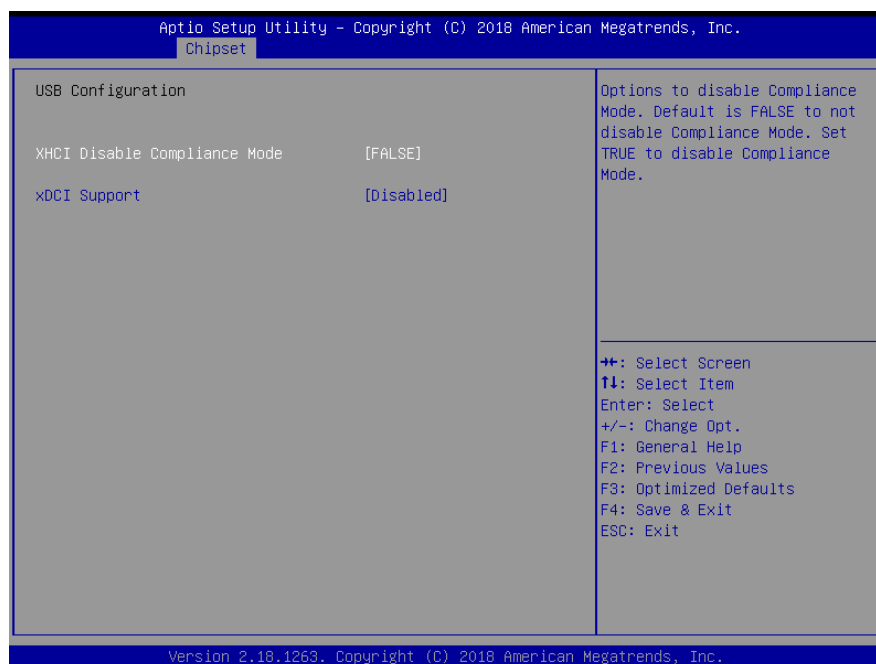 Aptio Setup Utility – Copyright (C) 2018 American Megatrends, Inc.
Chipset
USB Configuration
XHCI Disable Compliance Mode [FALSE]
xDCI Support [Disabled]
Options to disable Compliance
Mode. Default is FALSE to not
disable Compliance Mode. Set
TRUE to disable Compliance
Mode.
→←: Select Screen
↑↓: Select Item
Enter: Select
+/-: Change Opt.
F1: General Help
F2: Previous Values
F3: Optimized Defaults
F4: Save & Exit
ESC: Exit
Version 2.18.1263. Copyright (C) 2018 American Megatrends, Inc.